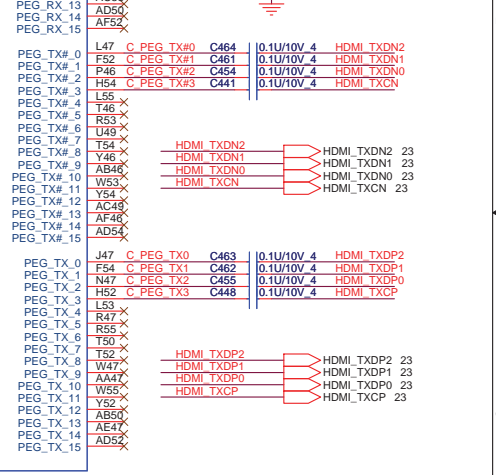 PEG_RX_13
PEG_RX_14 AD50
PEG_RX_15 AF52
PEG_TX#_0 L47 C_PEG_TX#0 C464 0.1U/10V_4 HDMI_TXDN2
PEG_TX#_1 F52 C_PEG_TX#1 C461 0.1U/10V_4 HDMI_TXDN1
PEG_TX#_2 P46 C_PEG_TX#2 C454 0.1U/10V_4 HDMI_TXDN0
PEG_TX#_3 H54 C_PEG_TX#3 C441 0.1U/10V_4 HDMI_TXCN
PEG_TX#_4 L55
PEG_TX#_5 T46
PEG_TX#_6 R53
PEG_TX#_7 U49
PEG_TX#_8 T54 HDMI_TXDN2 HDMI_TXDN2 23
PEG_TX#_9 Y46 HDMI_TXDN1 HDMI_TXDN1 23
PEG_TX#_10 AB46 HDMI_TXDN0 HDMI_TXDN0 23
PEG_TX#_11 W53 HDMI_TXCN HDMI_TXCN 23
PEG_TX#_12 Y54
PEG_TX#_13 AC49
PEG_TX#_14 AF46
PEG_TX#_15 AD54
PEG_TX_0 J47 C_PEG_TX0 C463 0.1U/10V_4 HDMI_TXDP2
PEG_TX_1 F54 C_PEG_TX1 C462 0.1U/10V_4 HDMI_TXDP1
PEG_TX_2 N47 C_PEG_TX2 C455 0.1U/10V_4 HDMI_TXDP0
PEG_TX_3 H52 C_PEG_TX3 C448 0.1U/10V_4 HDMI_TXCP
PEG_TX_4 L53
PEG_TX_5 R47
PEG_TX_6 R55
PEG_TX_7 T50
PEG_TX_8 T52 HDMI_TXDP2 HDMI_TXDP2 23
PEG_TX_9 W47 HDMI_TXDP1 HDMI_TXDP1 23
PEG_TX_10 AA47 HDMI_TXDP0 HDMI_TXDP0 23
PEG_TX_11 W55 HDMI_TXCP HDMI_TXCP 23
PEG_TX_12 Y52
PEG_TX_13 AB50
PEG_TX_14 AE47
PEG_TX_15 AD52